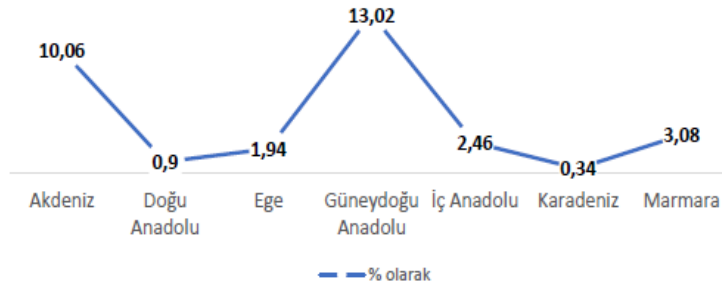 13,02
10,06
3,08
2,46
1,94
0,9
0,34
Akdeniz Doğu Ege Güneydoğu İç Anadolu Karadeniz Marmara
Anadolu Anadolu
% olarak